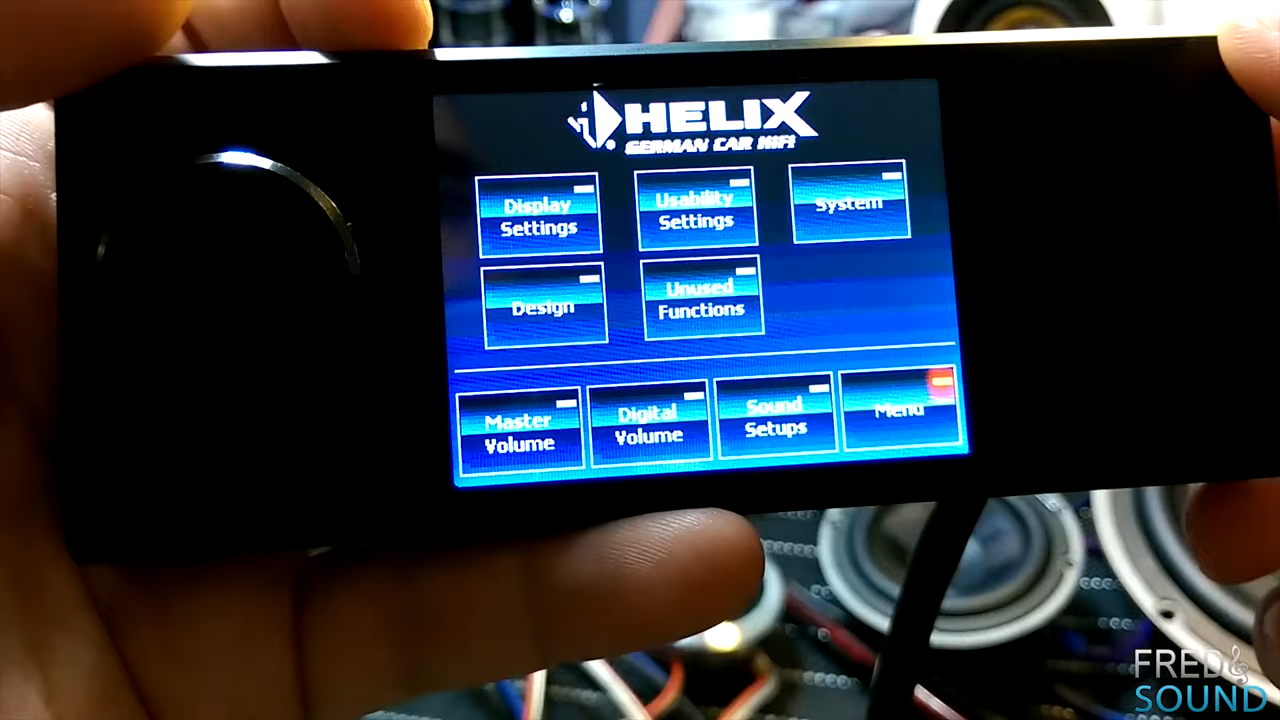 HELIX
GERMAN CAR HIFI
Display
Settings
Usability
Settings
System
Design
Unused
Functions
Master
Volume
Digital
Volume
Sound
Setups
Menu
FRED
SOUND